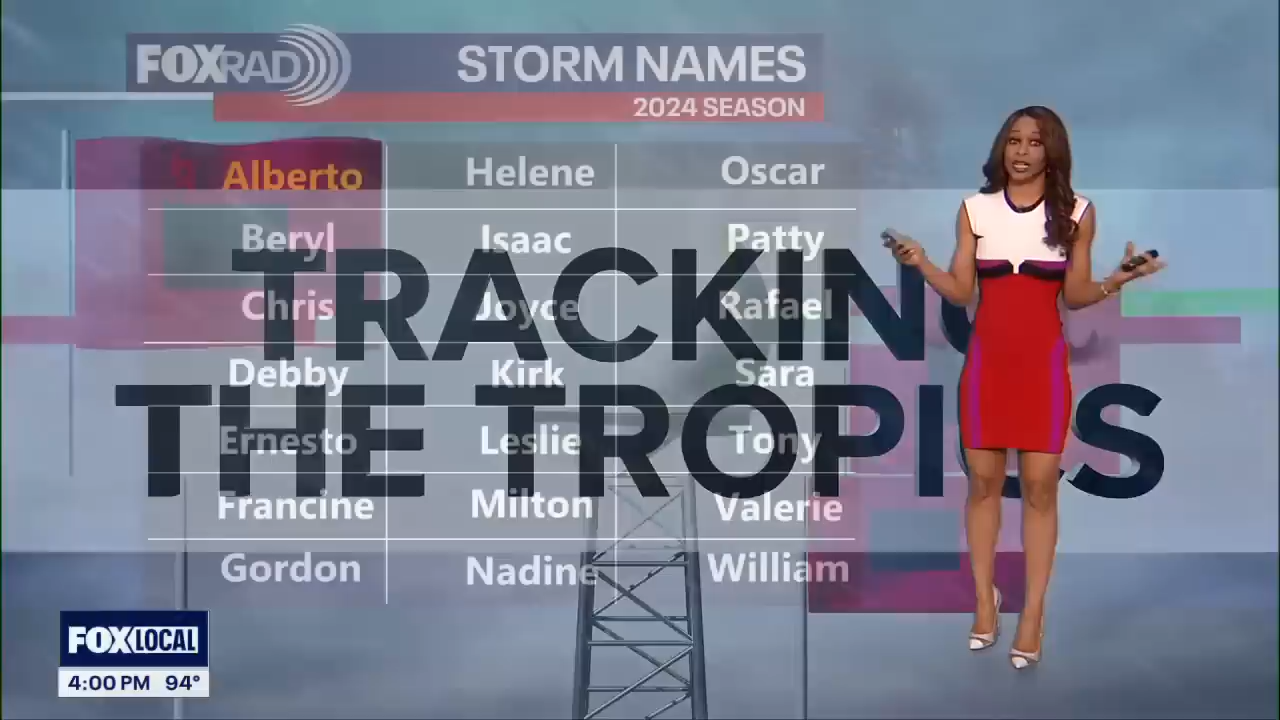 FOXRAD
STORM NAMES
2024 SEASON
Alberto Helene Oscar
Beryl Isaac Patty
Chris Joyce Rafael
Debby Kirk Sara
Ernesto Leslie Tony
Francine Milton Valerie
Gordon Nadine William
TRACKING
THE TROPICS
FOX LOCAL
4:00 PM 94°